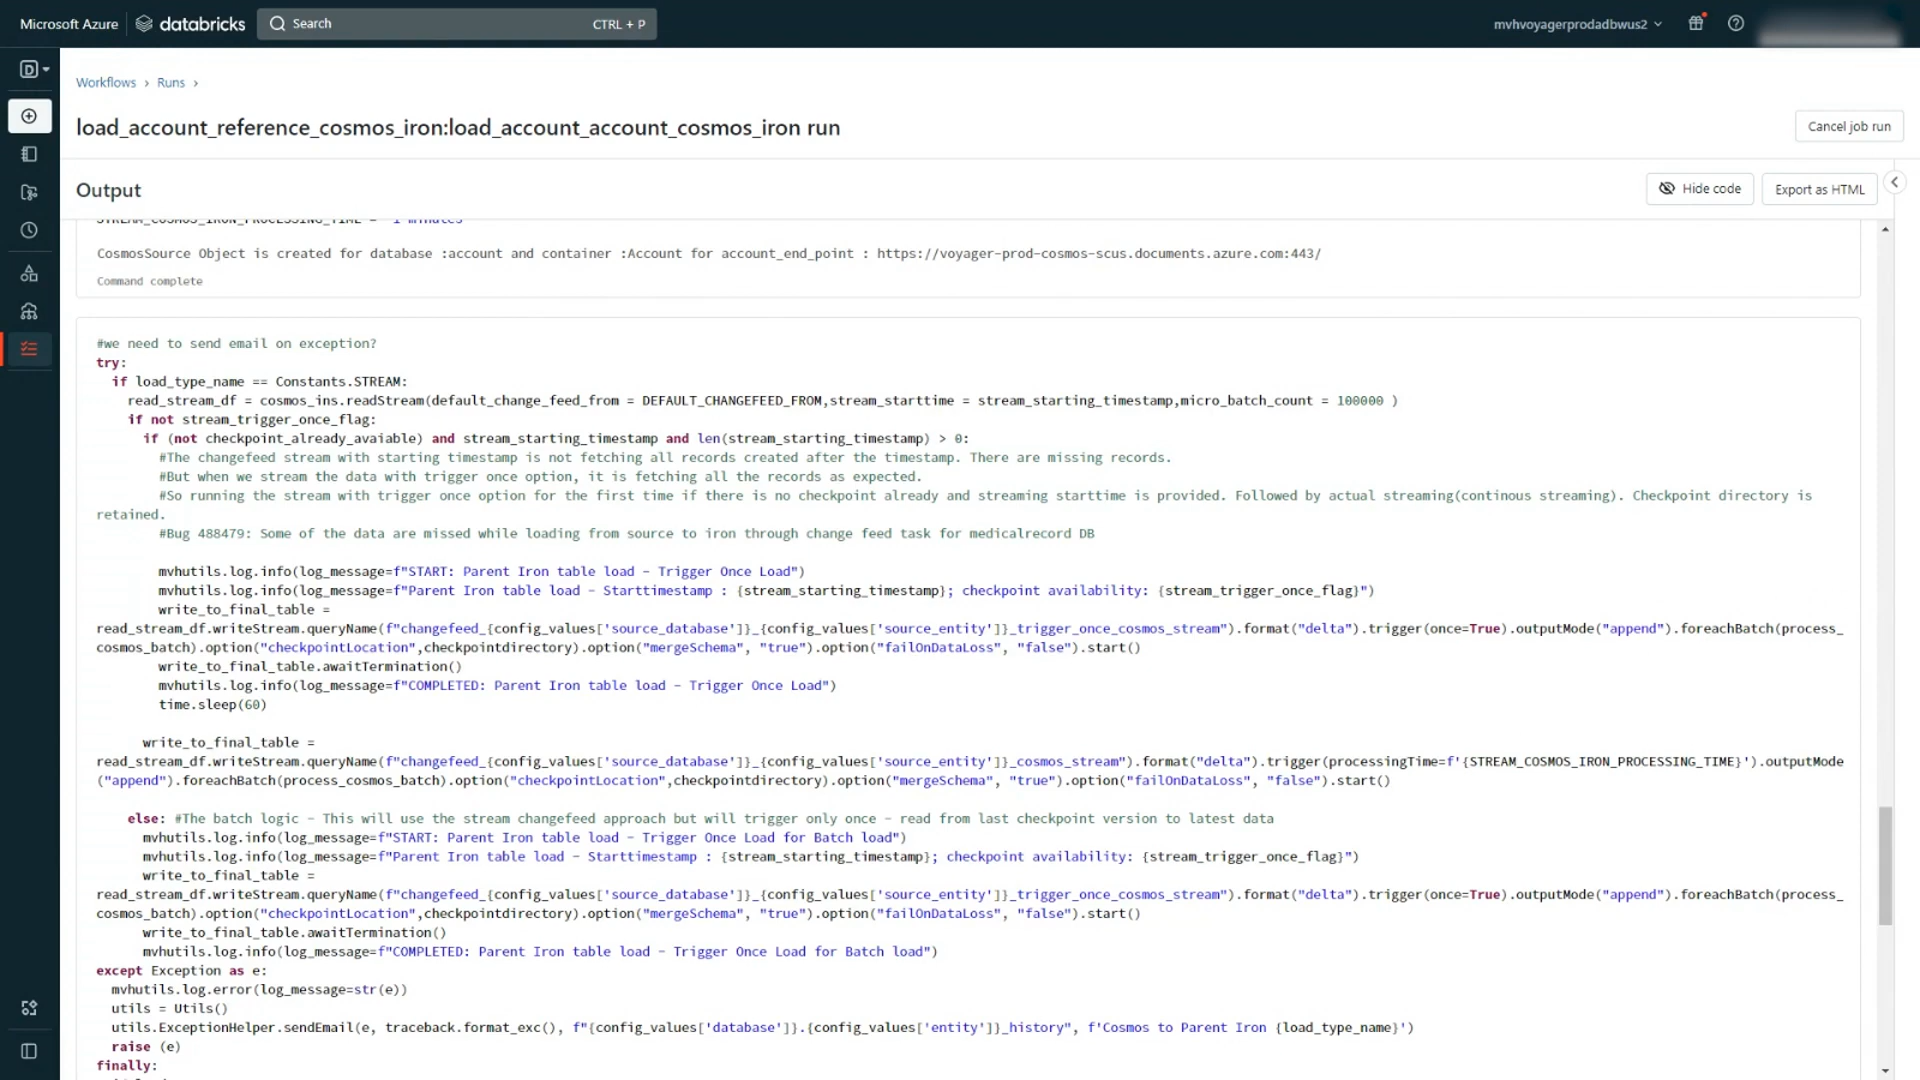 Microsoft Azure databricks Search CTRL + P mvhvoyagerprodadbwus2
Workflows › Runs ›
load_account_reference_cosmos_iron:load_account_account_cosmos_iron run Cancel job run
Output Hide code Export as HTML
STREAM_COSMOS_IRON_PROCESSING_TIME = '1 minutes'
CosmosSource Object is created for database :account and container :Account for account_end_point : https://voyager-prod-cosmos-scus.documents.azure.com:443/
Command complete
#we need to send email on exception?
try:
if load_type_name == Constants.STREAM:
read_stream_df = cosmos_ins.readStream(default_change_feed_from = DEFAULT_CHANGEFEED_FROM,stream_starttime = stream_starting_timestamp,micro_batch_count = 100000 )
if not stream_trigger_once_flag:
if (not checkpoint_already_avaiable) and stream_starting_timestamp and len(stream_starting_timestamp) > 0:
#The changefeed stream with starting timestamp is not fetching all records created after the timestamp. There are missing records.
#But when we stream the data with trigger once option, it is fetching all the records as expected.
#So running the stream with trigger once option for the first time if there is no checkpoint already and streaming starttime is provided. Followed by actual streaming(continous streaming). Checkpoint directory is
retained.
#Bug 488479: Some of the data are missed while loading from source to iron through change feed task for medicalrecord DB
mvhutils.log.info(log_message=f"START: Parent Iron table load - Trigger Once Load")
mvhutils.log.info(log_message=f"Parent Iron table load - Starttimestamp : {stream_starting_timestamp}; checkpoint availability: {stream_trigger_once_flag}")
write_to_final_table =
read_stream_df.writeStream.queryName(f"changefeed_{config_values['source_database']}_{config_values['source_entity']}_trigger_once_cosmos_stream").format("delta").trigger(once=True).outputMode("append").foreachBatch(process_
cosmos_batch).option("checkpointLocation",checkpointdirectory).option("mergeSchema", "true").option("failOnDataLoss", "false").start()
write_to_final_table.awaitTermination()
mvhutils.log.info(log_message=f"COMPLETED: Parent Iron table load - Trigger Once Load")
time.sleep(60)
write_to_final_table =
read_stream_df.writeStream.queryName(f"changefeed_{config_values['source_database']}_{config_values['source_entity']}_cosmos_stream").format("delta").trigger(processingTime=f'{STREAM_COSMOS_IRON_PROCESSING_TIME}').outputMode
("append").foreachBatch(process_cosmos_batch).option("checkpointLocation",checkpointdirectory).option("mergeSchema", "true").option("failOnDataLoss", "false").start()
else: #The batch logic - This will use the stream changefeed approach but will trigger only once - read from last checkpoint version to latest data
mvhutils.log.info(log_message=f"START: Parent Iron table load - Trigger Once Load for Batch load")
mvhutils.log.info(log_message=f"Parent Iron table load - Starttimestamp : {stream_starting_timestamp}; checkpoint availability: {stream_trigger_once_flag}")
write_to_final_table =
read_stream_df.writeStream.queryName(f"changefeed_{config_values['source_database']}_{config_values['source_entity']}_trigger_once_cosmos_stream").format("delta").trigger(once=True).outputMode("append").foreachBatch(process_
cosmos_batch).option("checkpointLocation",checkpointdirectory).option("mergeSchema", "true").option("failOnDataLoss", "false").start()
write_to_final_table.awaitTermination()
mvhutils.log.info(log_message=f"COMPLETED: Parent Iron table load - Trigger Once Load for Batch load")
except Exception as e:
mvhutils.log.error(log_message=str(e))
utils = Utils()
utils.ExceptionHelper.sendEmail(e, traceback.format_exc(), f"{config_values['database']}.{config_values['entity']}_history", f'Cosmos to Parent Iron {load_type_name}')
raise (e)
finally: